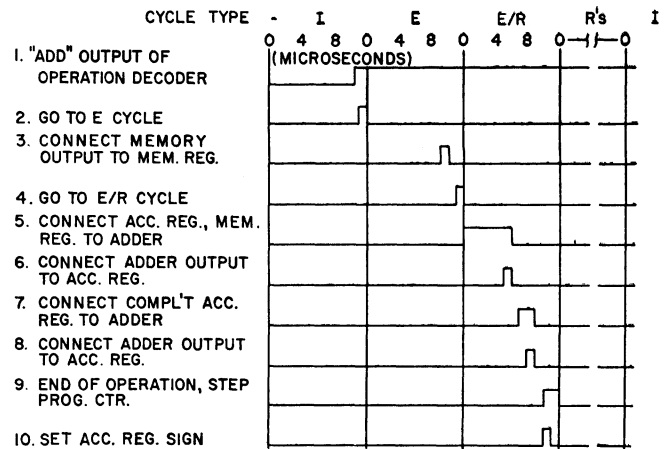 CYCLE TYPE - I E E/R R's I
0 4 8 0 4 8 0 4 8 0 0
(MICROSECONDS)
1. "ADD" OUTPUT OF
OPERATION DECODER
2. GO TO E CYCLE
3. CONNECT MEMORY
OUTPUT TO MEM. REG.
4. GO TO E/R CYCLE
5. CONNECT ACC. REG., MEM.
REG. TO ADDER
6. CONNECT ADDER OUTPUT
TO ACC. REG.
7. CONNECT COMPL'T ACC.
REG. TO ADDER
8. CONNECT ADDER OUTPUT
TO ACC. REG.
9. END OF OPERATION, STEP
PROG. CTR.
10. SET ACC. REG. SIGN